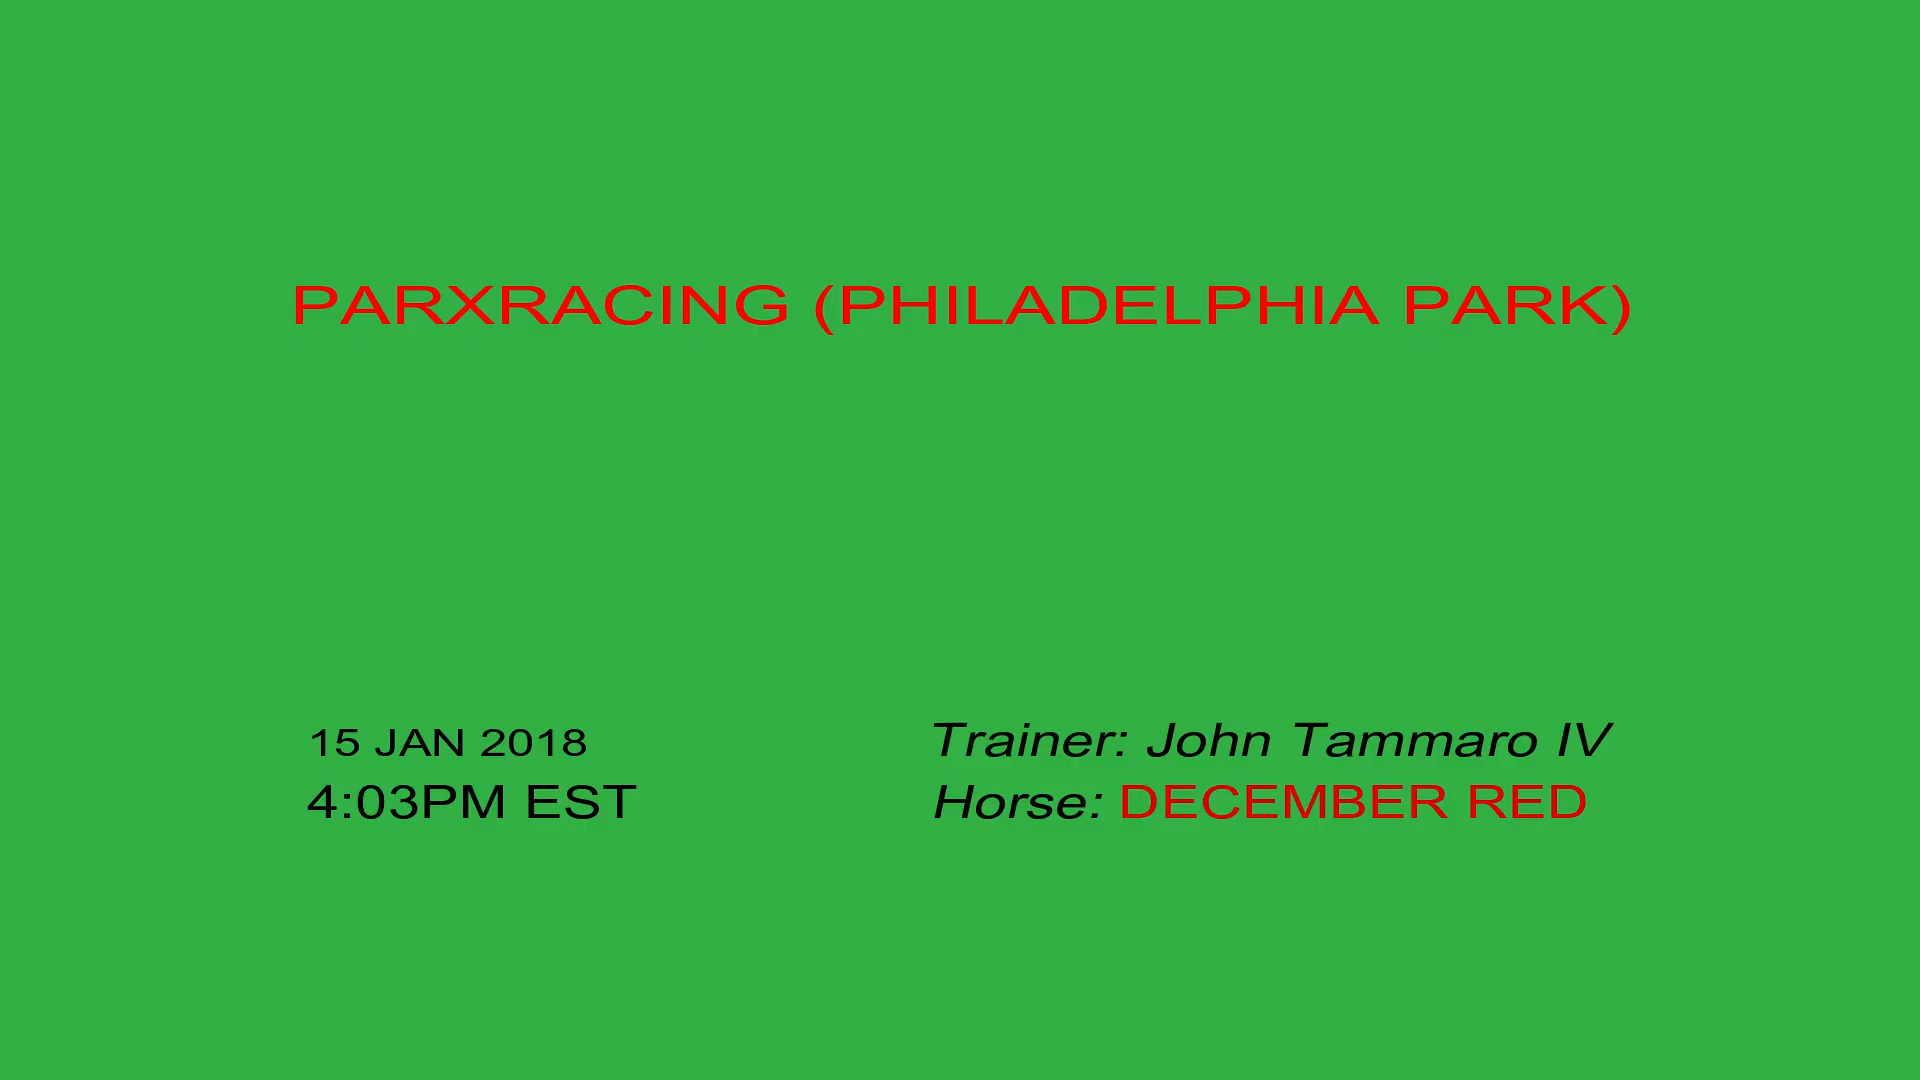 PARXRACING (PHILADELPHIA PARK)
15 JAN 2018
4:03PM EST
Trainer: John Tammaro IV
Horse: DECEMBER RED